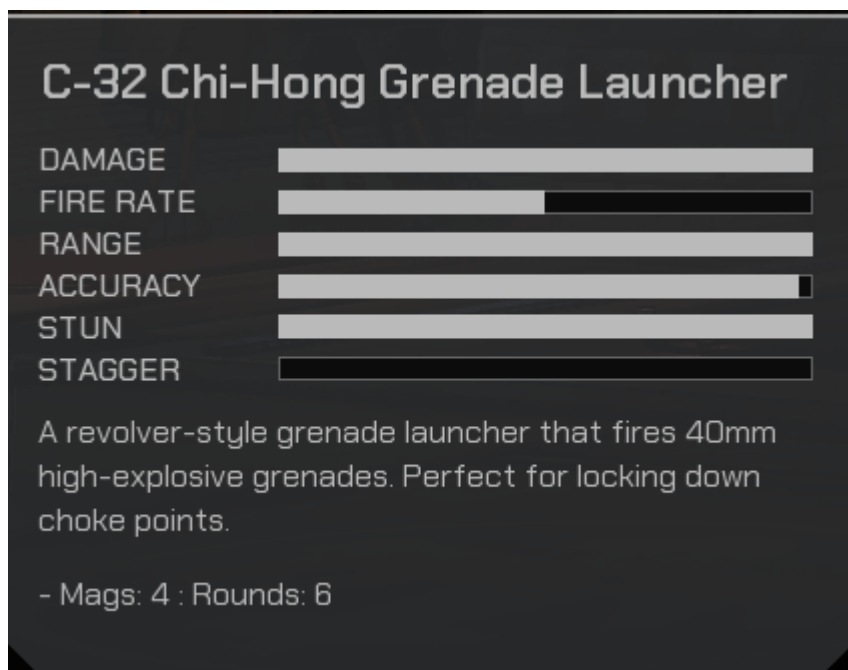 C-32 Chi-Hong Grenade Launcher
DAMAGE
FIRE RATE
RANGE
ACCURACY
STUN
STAGGER
A revolver-style grenade launcher that fires 40mm
high-explosive grenades. Perfect for locking down
choke points.
- Mags: 4 : Rounds: 6